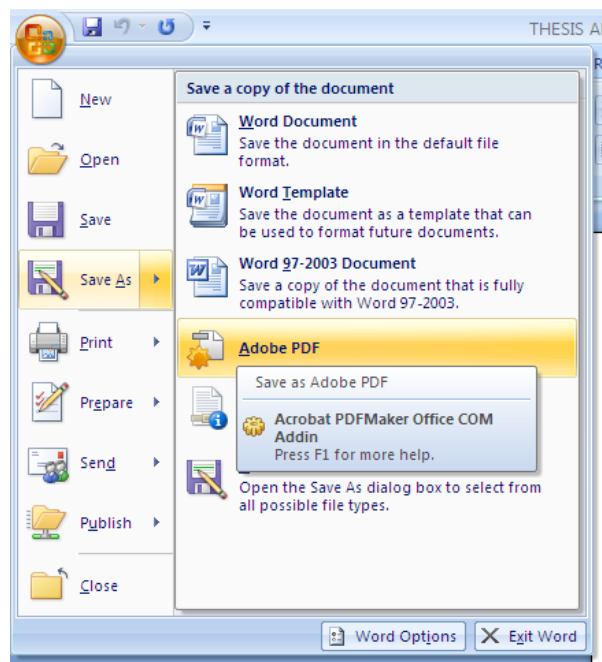 THESIS A
New
Open
Save
Save As
Print
Prepare
Send
Publish
Close
Save a copy of the document
Word Document
Save the document in the default file
format.
Word Template
Save the document as a template that can
be used to format future documents.
Word 97-2003 Document
Save a copy of the document that is fully
compatible with Word 97-2003.
Adobe PDF
Save as Adobe PDF
Acrobat PDFMaker Office COM
Addin
Press F1 for more help.
Open the Save As dialog box to select from
all possible file types.
Word Options
Exit Word